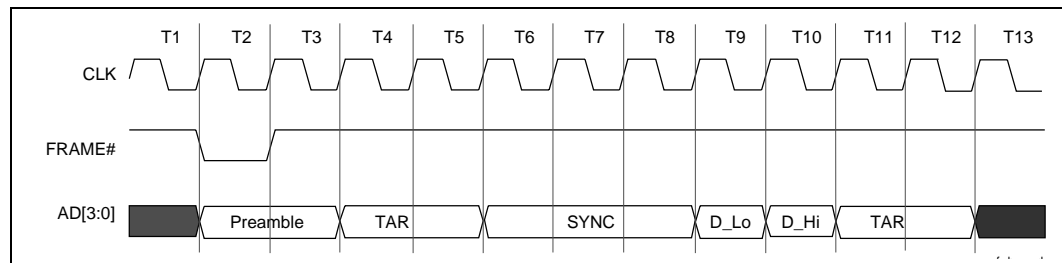 T1 T2 T3 T4 T5 T6 T7 T8 T9 T10 T11 T12 T13
CLK
FRAME#
AD[3:0] Preamble TAR SYNC D_Lo D_Hi TAR